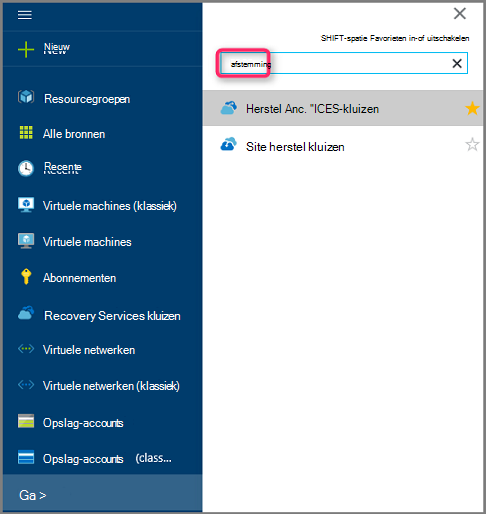 Nieuw
Resourcegroepen
Alle bronnen
Recente
Virtuele machines (klassiek)
Virtuele machines
Abonnementen
Recovery Services kluizen
Virtuele netwerken
Virtuele netwerken (klassiek)
Opslag-accounts
Opslag-accounts (class...
Ga >
SHIFT-spatie Favorieten in-of uitschakelen
afstemming
Herstel Anc. "ICES-kluizen
Site herstel kluizen